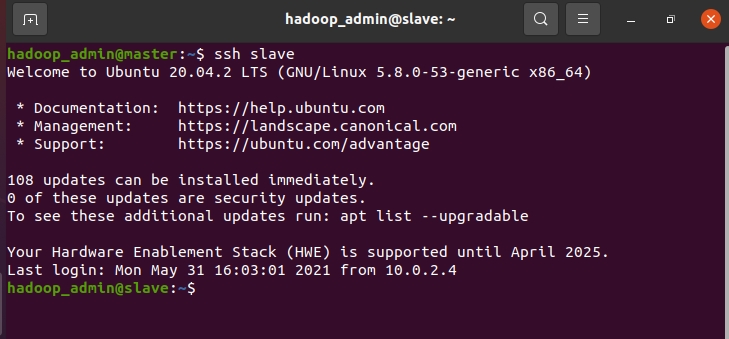 hadoop_admin@slave: ~
hadoop_admin@master:~$ ssh slave
Welcome to Ubuntu 20.04.2 LTS (GNU/Linux 5.8.0-53-generic x86_64)

 * Documentation:  https://help.ubuntu.com
 * Management:     https://landscape.canonical.com
 * Support:        https://ubuntu.com/advantage

108 updates can be installed immediately.
0 of these updates are security updates.
To see these additional updates run: apt list --upgradable

Your Hardware Enablement Stack (HWE) is supported until April 2025.
Last login: Mon May 31 16:03:01 2021 from 10.0.2.4
hadoop_admin@slave:~$